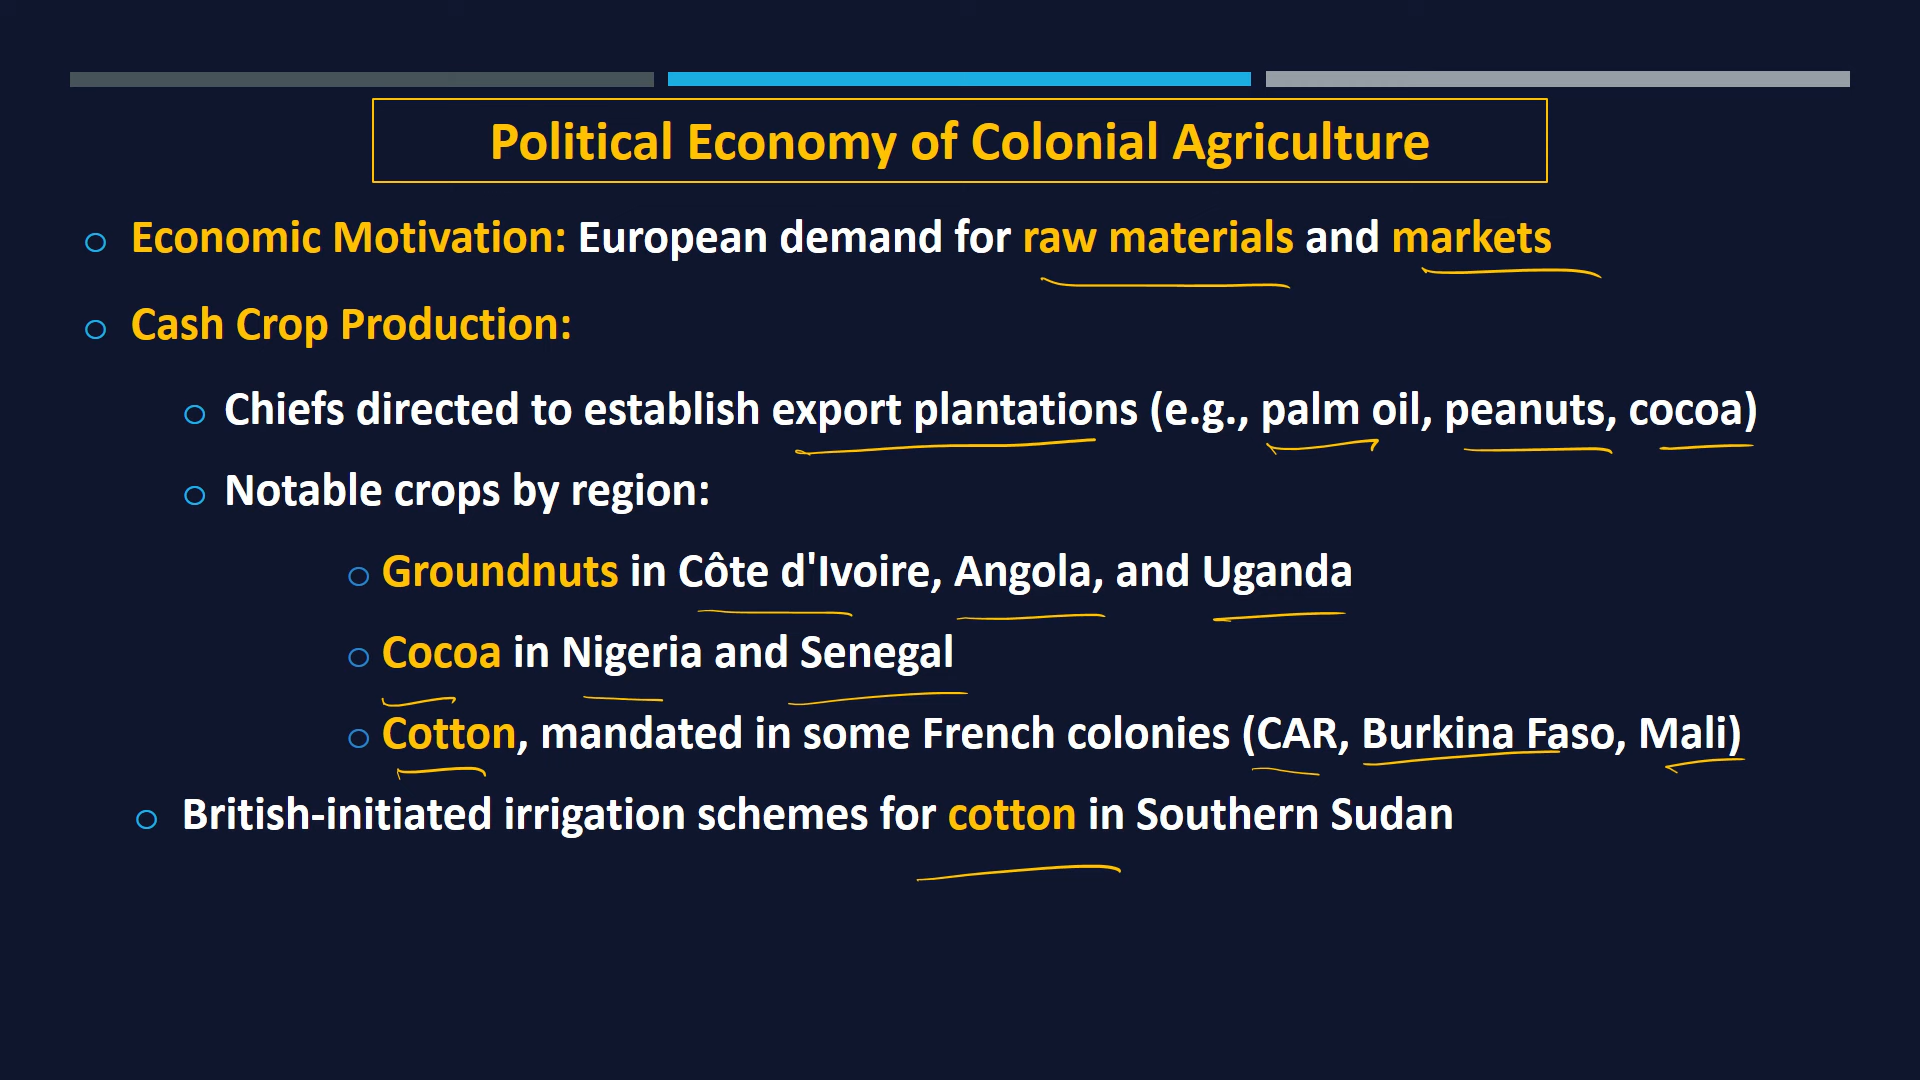 Political Economy of Colonial Agriculture
Economic Motivation: European demand for raw materials and markets
Cash Crop Production:
Chiefs directed to establish export plantations (e.g., palm oil, peanuts, cocoa)
Notable crops by region:
Groundnuts in Côte d'Ivoire, Angola, and Uganda
Cocoa in Nigeria and Senegal
Cotton, mandated in some French colonies (CAR, Burkina Faso, Mali)
British-initiated irrigation schemes for cotton in Southern Sudan